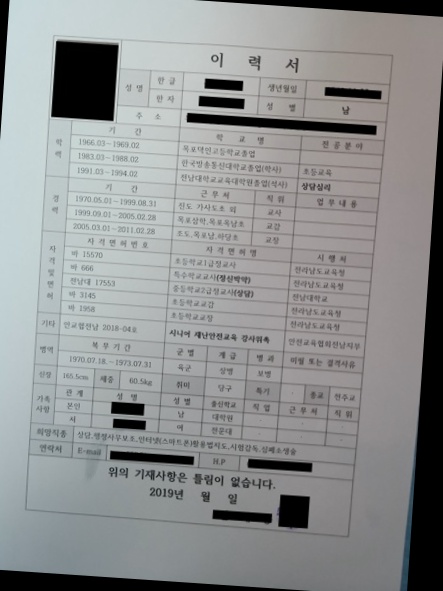 이 력 서
성 명 한 글 생년월일
한 자 성 별 남
주 소
학력 기 간 학 교 명 전 공 분 야
1966.03~1969.02 목포덕인고등학교졸업
1983.03~1988.02 한국방송통신대학교졸업(학사) 초등교육
1991.03~1994.02 전남대학교교육대학원졸업(석사) 상담심리
경력 기 간 근 무 처 직 위 업 무 내 용
1970.05.01~1999.08.31 진도 가사도초 외 교사
1999.09.01~2005.02.28 목포삼학,목포옥남초 교감
2005.03.01~2011.02.28 조도,목포남,하당초 교장
자격및면허 자 격 면 허 번 호 자 격 면 허 명 시 행 처
바 15570 초등학교1급정교사 전라남도교육청
바 666 특수학교교사(정신박약) 전라남도교육청
전남대 17553 중등학교2급정교사(상담) 전남대학교
바 3145 초등학교교감 전라남도교육청
바 1958 초등학교교장 전라남도교육청
기타 안교협전남 2018-04호 시니어 재난안전교육 강사위촉 안전교육협의전남지부
병역 복 무 기 간 군 별 계 급 병 과 미필 또는 결격사유
1970.07.18.~1973.07.31 육군 상병 보병
신장 165.5cm 체중 60.5kg 취미 당구 특기 . 종교 천주교
가족사항 관 계 성 명 성 별 출신학교 직 업 근 무 처 직 위
본인 남 대학원 . . .
처 여 전문대 . . .
희망직종 상담,행정사무보조,인터넷(스마트폰)활용법지도,시험감독,심폐소생술
연락처 E-mail H.P
위의 기재사항은 틀림이 없습니다.
2019년 월 일